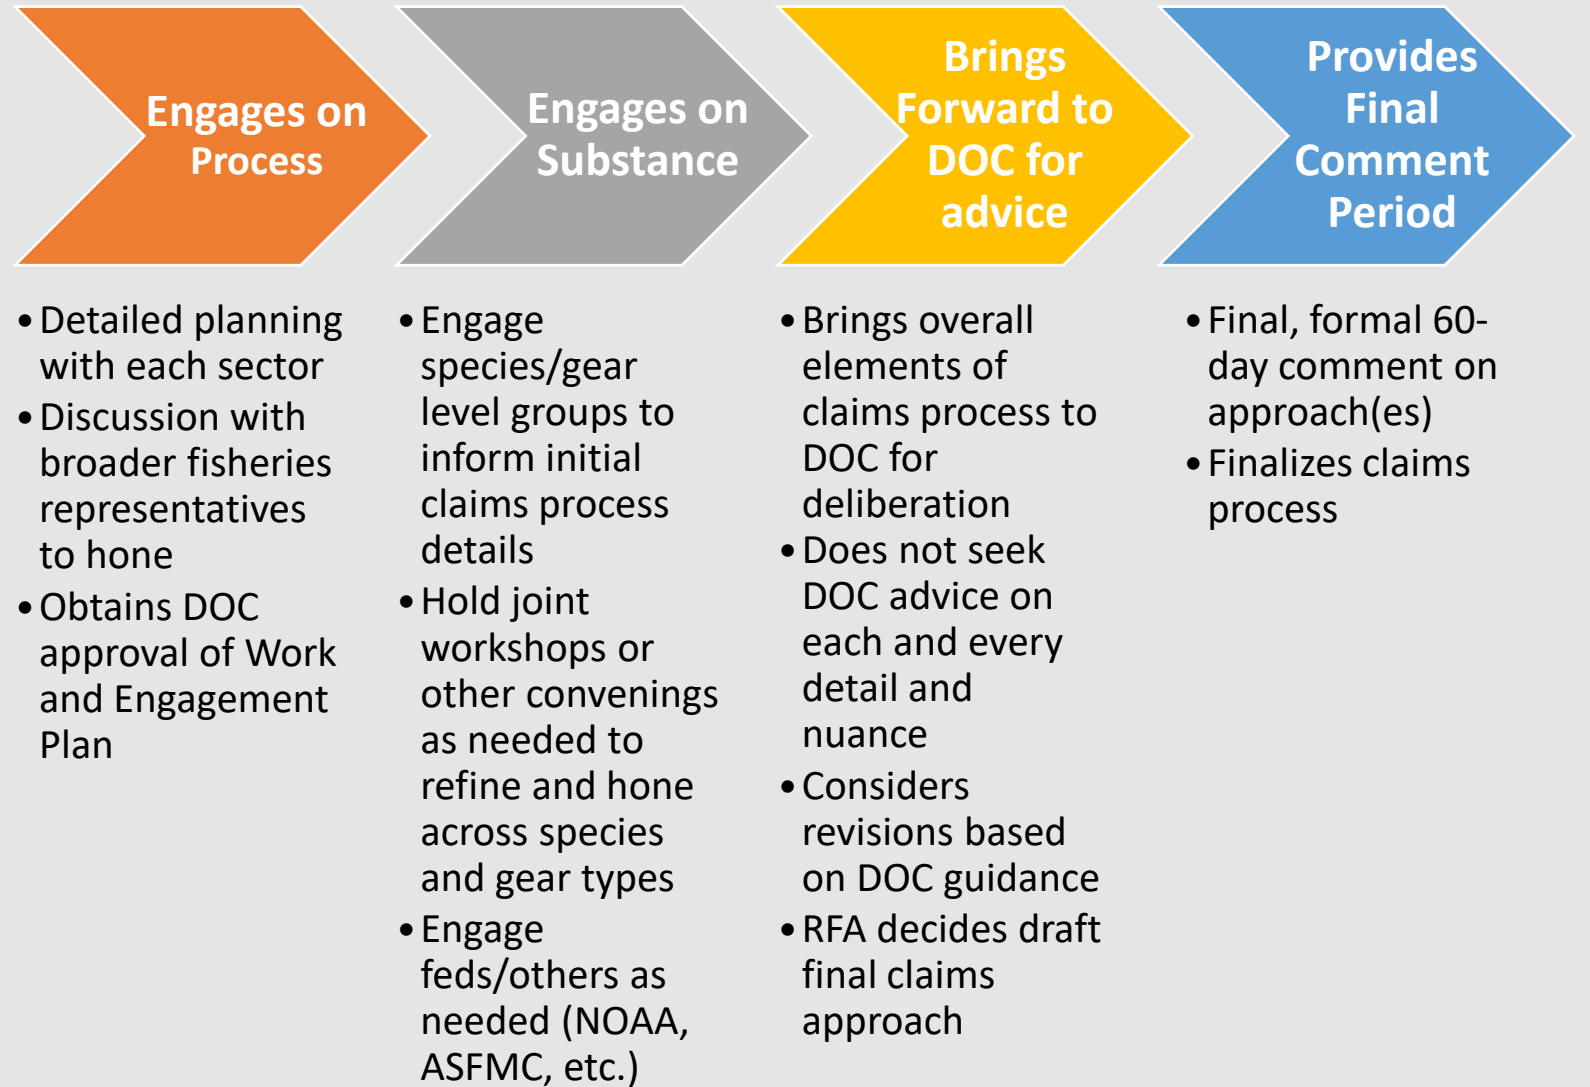 Engages on
Process
Engages on
Substance
Brings
Forward to
DOC for
advice
Provides
Final
Comment
Period
•Detailed planning
with each sector
•Discussion with
broader fisheries
representatives
to hone
•Obtains DOC
approval of Work
and Engagement
Plan
•Engage
species/gear
level groups to
inform initial
claims process
details
•Hold joint
workshops or
other convenings
as needed to
refine and hone
across species
and gear types
•Engage
feds/others as
needed (NOAA,
ASFMC, etc.)
•Brings overall
elements of
claims process to
DOC for
deliberation
•Does not seek
DOC advice on
each and every
detail and
nuance
•Considers
revisions based
on DOC guidance
•RFA decides draft
final claims
approach
•Final, formal 60-
day comment on
approach(es)
•Finalizes claims
process